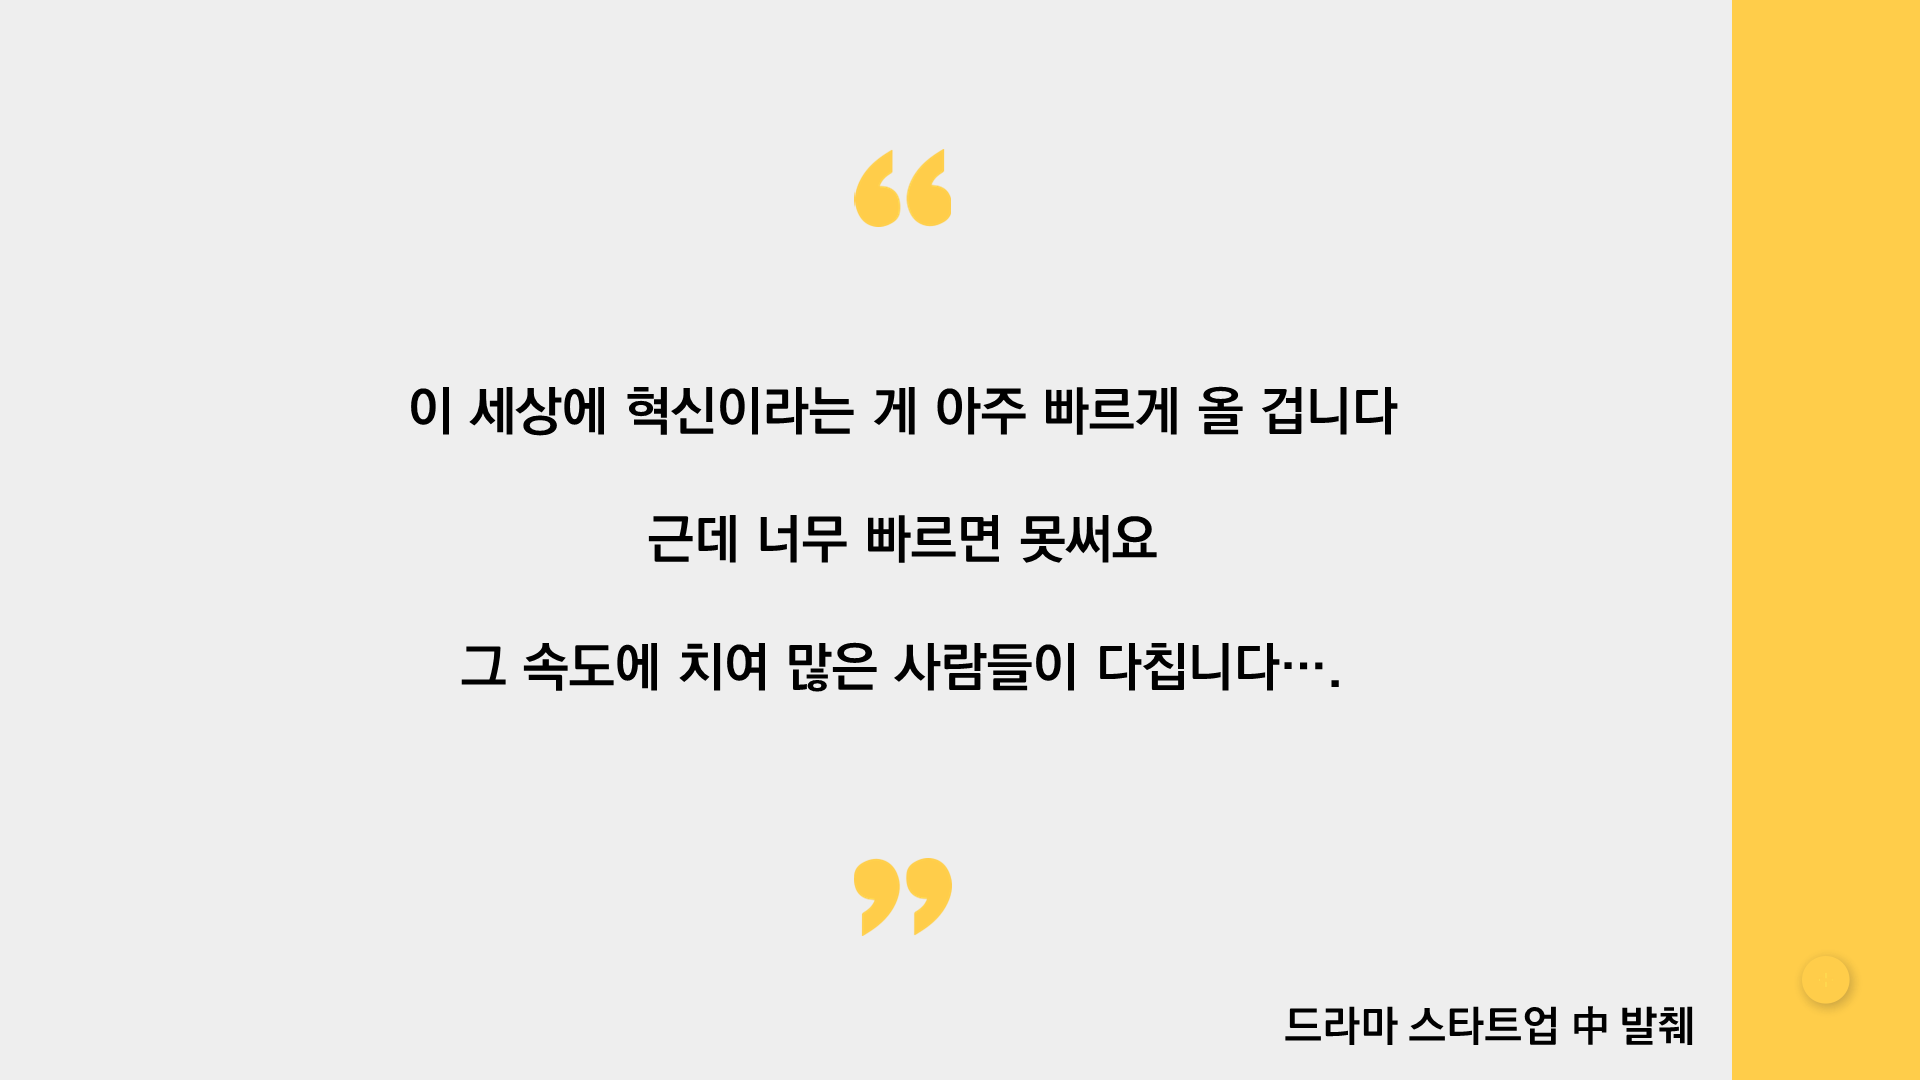 “
이 세상에 혁신이라는 게 아주 빠르게 올 겁니다
근데 너무 빠르면 못써요
그 속도에 치여 많은 사람들이 다칩니다….
”
드라마 스타트업 中 발췌